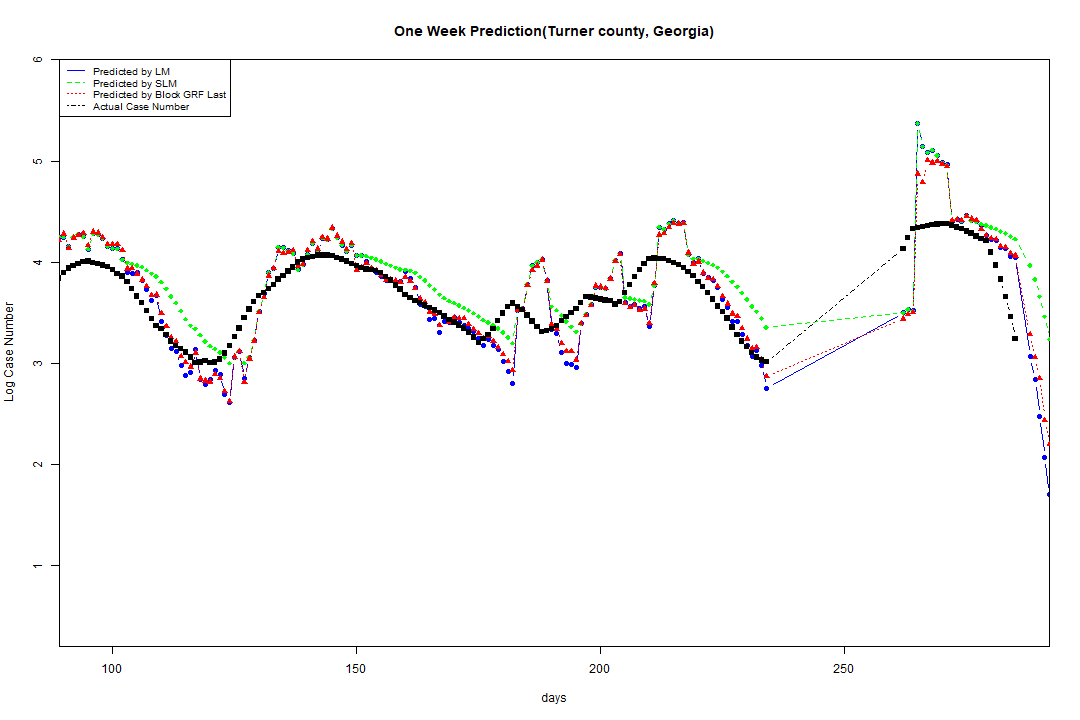 One Week Prediction(Turner county, Georgia)
Predicted by LM
Predicted by SLM
Predicted by Block GRF Last
Actual Case Number
6
5
4
3
2
1
Log Case Number
100 150 200 250
days